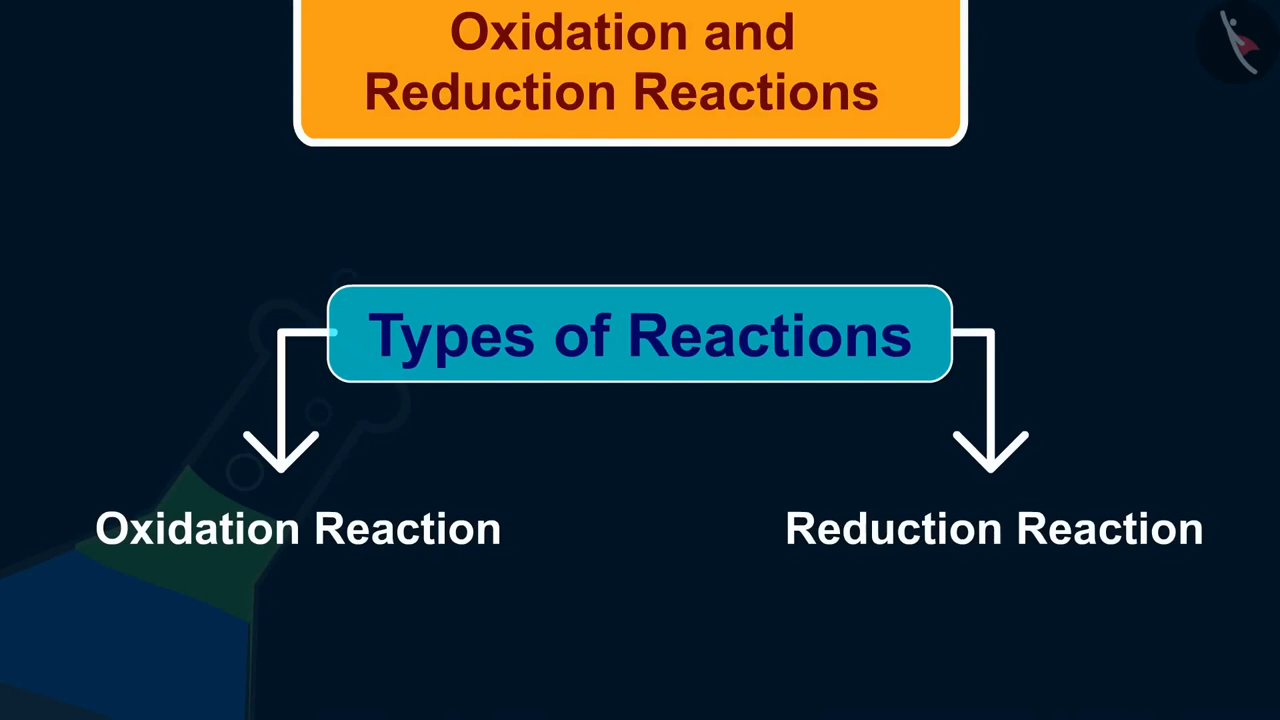 Oxidation and
Reduction Reactions
Types of Reactions
Oxidation Reaction
Reduction Reaction